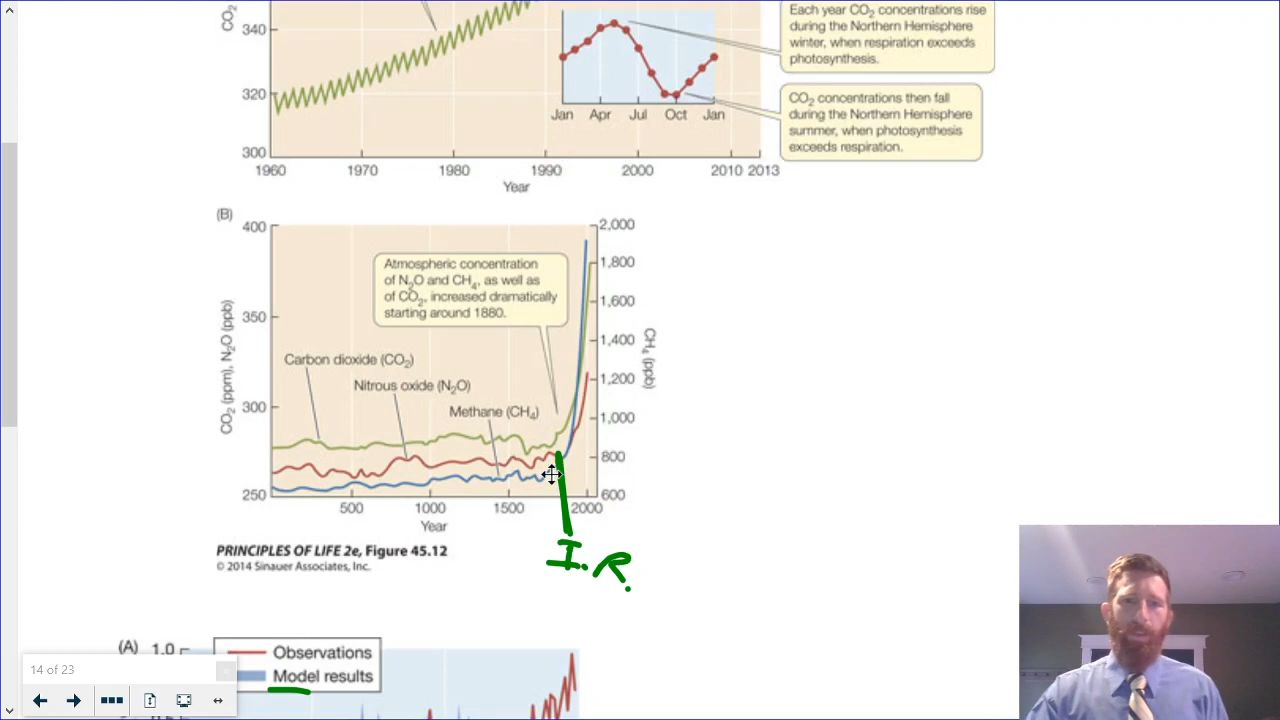 CO2
340
320
300
1960 1970 1980 1990 2000 2010 2013
Year
Jan Apr Jul Oct Jan
Each year CO2 concentrations rise
during the Northern Hemisphere
winter, when respiration exceeds
photosynthesis.
CO2 concentrations then fall
during the Northern Hemisphere
summer, when photosynthesis
exceeds respiration.
(B)
400
350
300
250
CO2 (ppm), N2O (ppb)
2,000
1,800
1,600
1,400
1,200
1,000
800
600
CH4 (ppb)
Atmospheric concentration
of N2O and CH4, as well as
of CO2, increased dramatically
starting around 1880.
Carbon dioxide (CO2)
Nitrous oxide (N2O)
Methane (CH4)
500 1000 1500 2000
Year
I.R.
PRINCIPLES OF LIFE 2e, Figure 45.12
© 2014 Sinauer Associates, Inc.
(A) 1.0
Observations
Model results
14 of 23